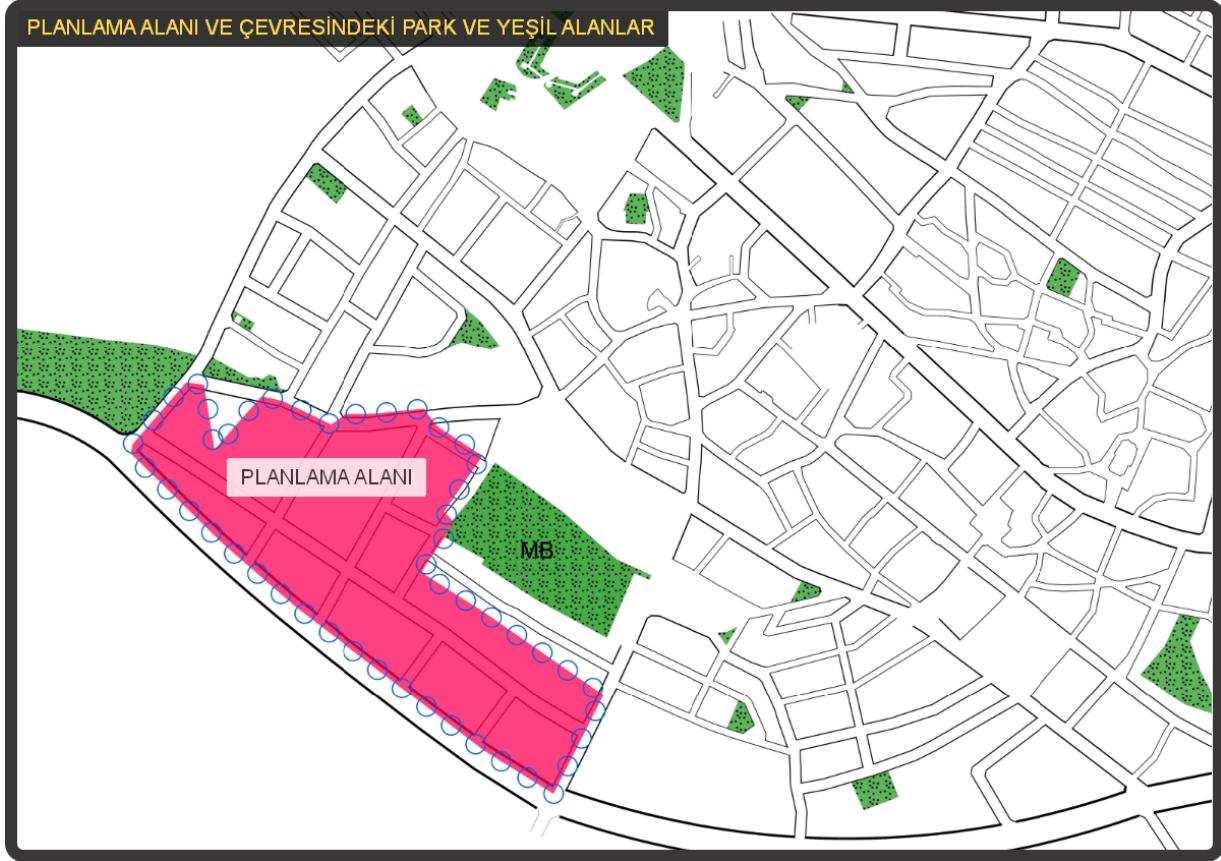 PLANLAMA ALANI VE ÇEVRESİNDEKİ PARK VE YEŞİL ALANLAR
PLANLAMA ALANI
MB